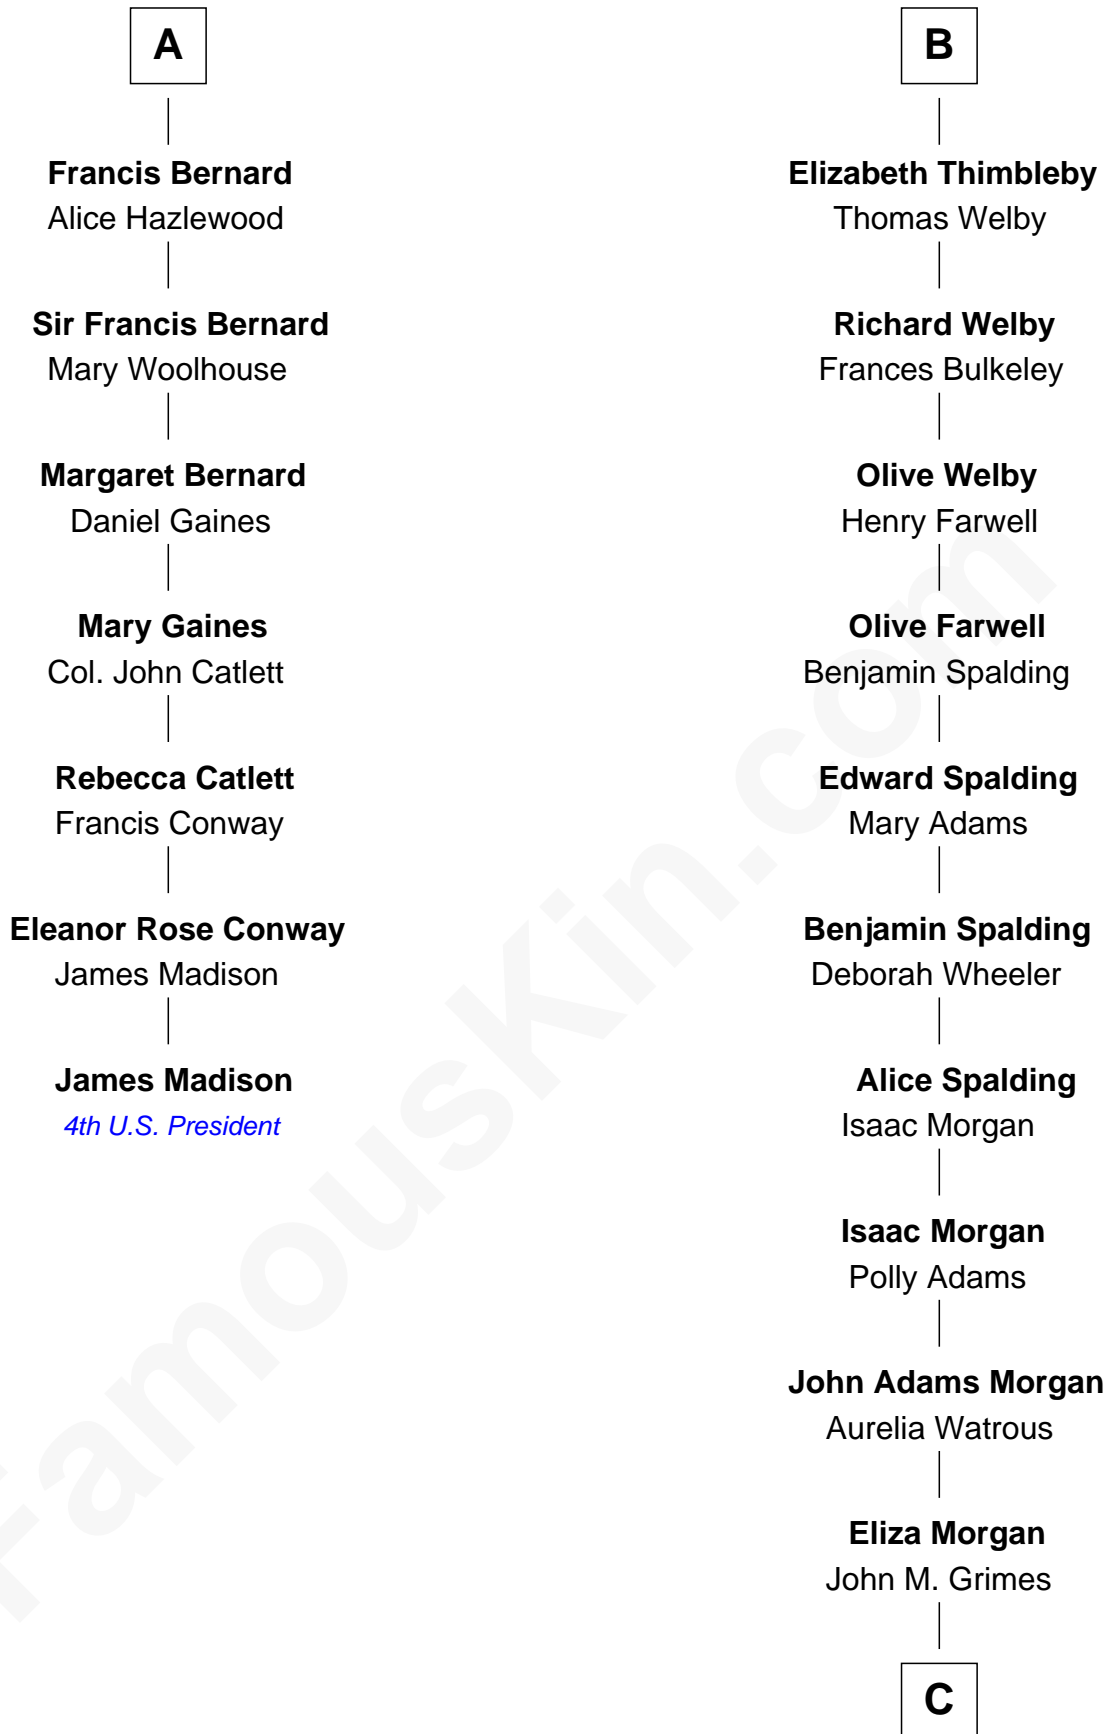 A
Francis Bernard
Alice Hazlewood
Sir Francis Bernard
Mary Woolhouse
Margaret Bernard
Daniel Gaines
Mary Gaines
Col. John Catlett
Rebecca Catlett
Francis Conway
Eleanor Rose Conway
James Madison
James Madison
4th U.S. President
B
Elizabeth Thimbleby
Thomas Welby
Richard Welby
Frances Bulkeley
Olive Welby
Henry Farwell
Olive Farwell
Benjamin Spalding
Edward Spalding
Mary Adams
Benjamin Spalding
Deborah Wheeler
Alice Spalding
Isaac Morgan
Isaac Morgan
Polly Adams
John Adams Morgan
Aurelia Watrous
Eliza Morgan
John M. Grimes
C
FamousKin.com